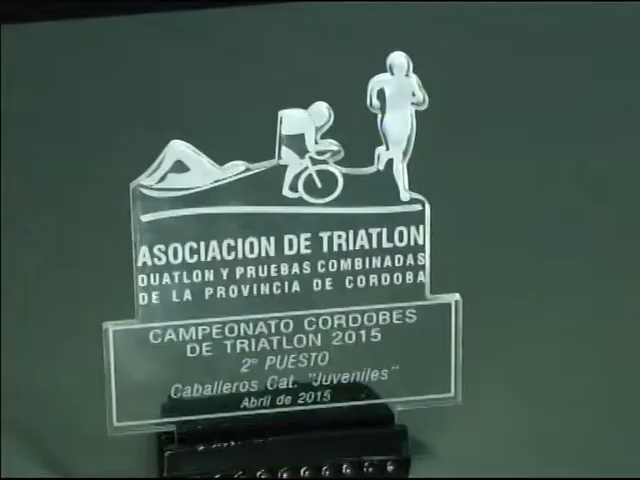 ASOCIACION DE TRIATLON
DUATLON Y PRUEBAS COMBINADAS
DE LA PROVINCIA DE CORDOBA
CAMPEONATO CORDOBES
DE TRIATLON 2015
2º PUESTO
Caballeros Cat. "Juveniles"
Abril de 2015